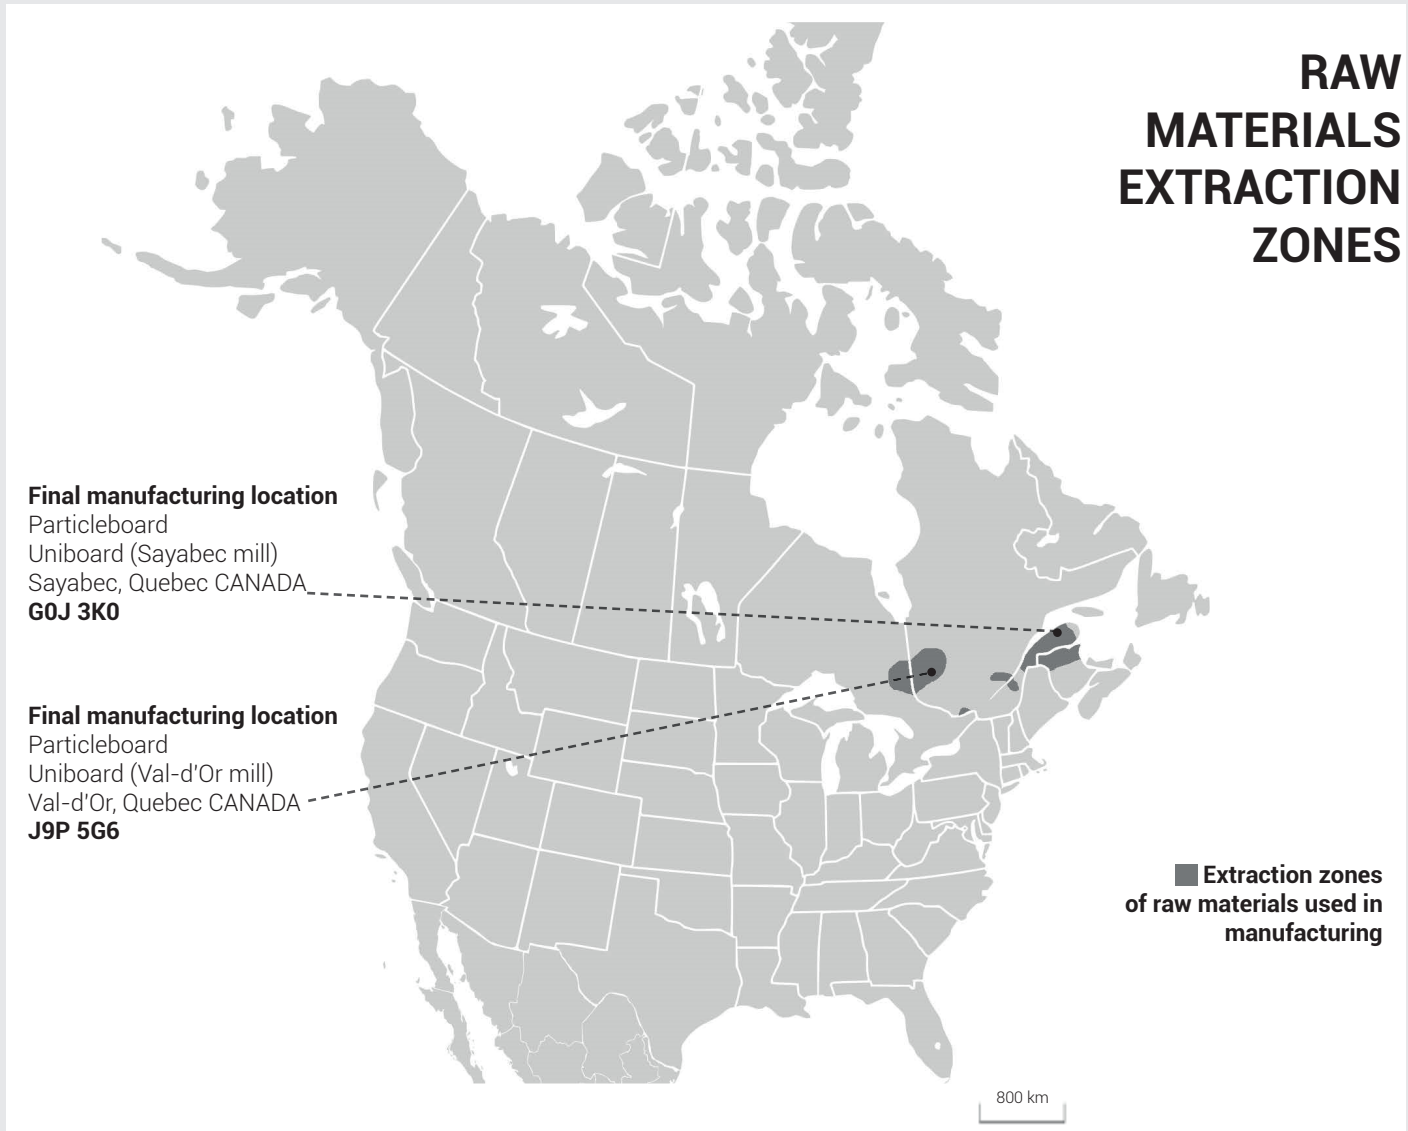 RAW
MATERIALS
EXTRACTION
ZONES
Final manufacturing location
Particleboard
Uniboard (Sayabec mill)
Sayabec, Quebec CANADA
G0J 3K0
Final manufacturing location
Particleboard
Uniboard (Val-d'Or mill)
Val-d'Or, Quebec CANADA
J9P 5G6
Extraction zones
of raw materials used in
manufacturing
800 km